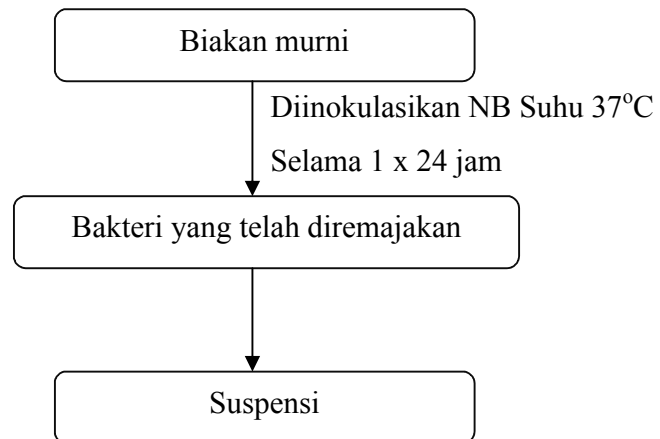 Biakan murni
Diinokulasikan NB Suhu 37°C
Selama 1 x 24 jam
Bakteri yang telah diremajakan
Suspensi